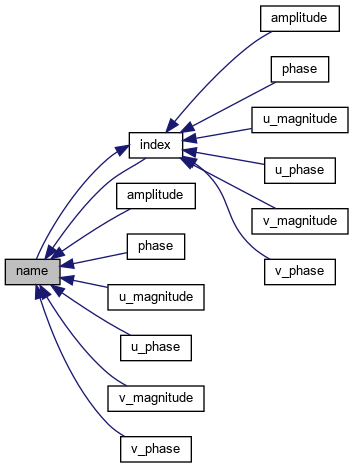 amplitude
phase
u_magnitude
index
u_phase
amplitude
v_magnitude
phase
name
v_phase
u_magnitude
u_phase
v_magnitude
v_phase